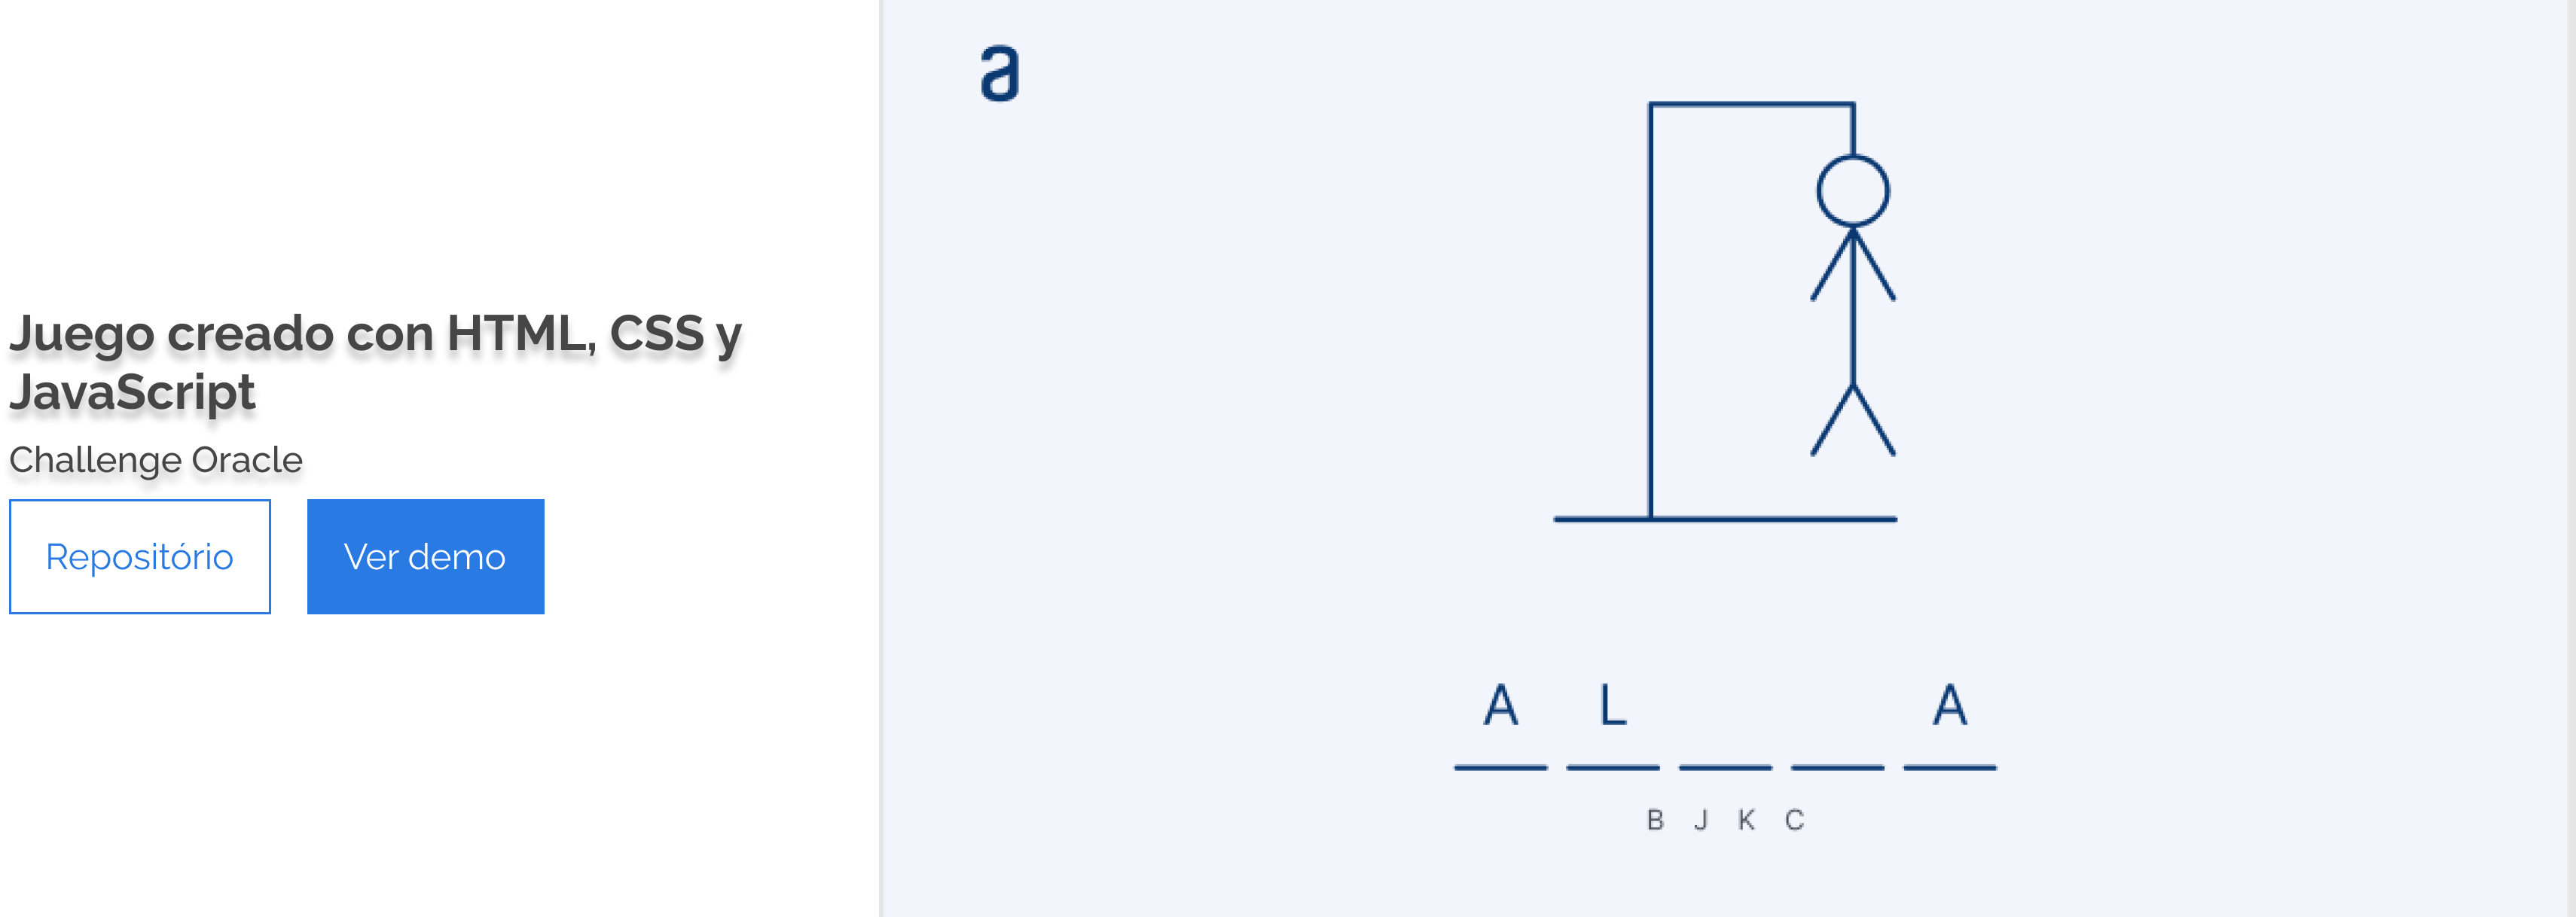 Juego creado con HTML, CSS y
JavaScript
Challenge Oracle
Repositório
Ver demo
a
A L A
B J K C